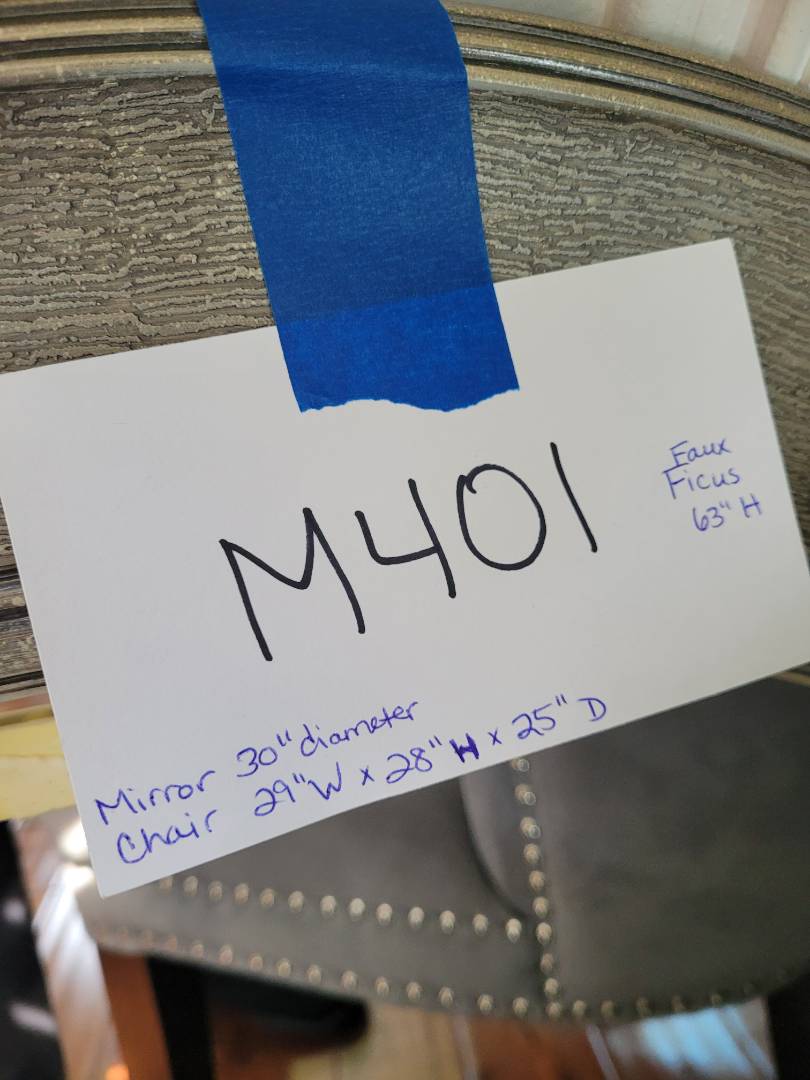 M401
Faux
Ficus
63" H
Mirror 30" diameter
Chair 29"W x 28"H x 25" D